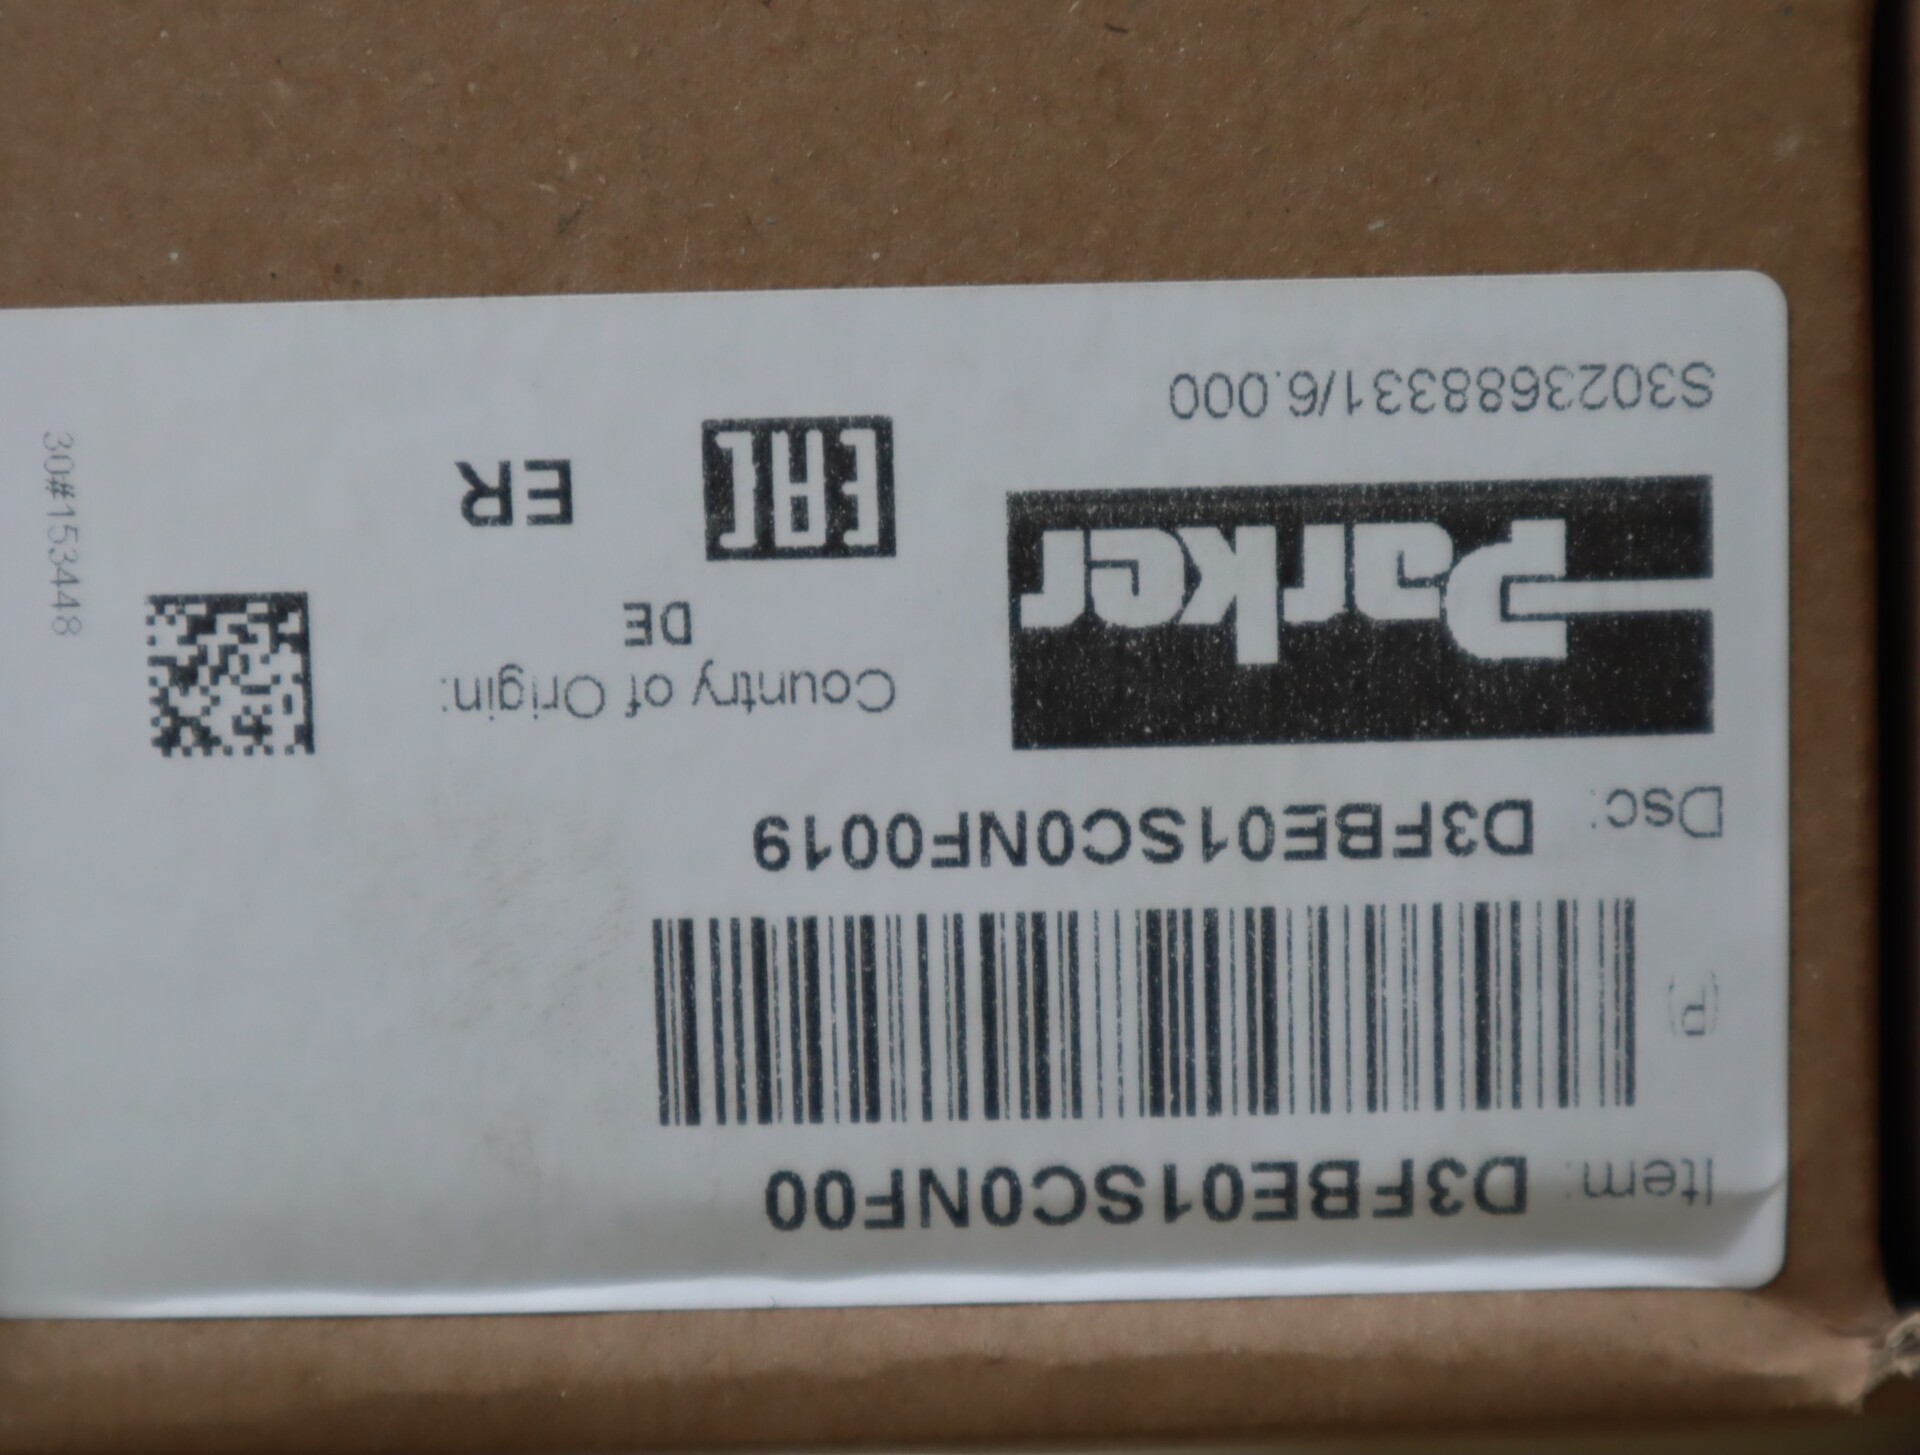 Item: D3FBE01SC0NF00
(P)
Dsc: D3FBE01SC0NF0019
Parker
Country of Origin:
DE
EAC
ER
S3023688331/6.000
30#153448